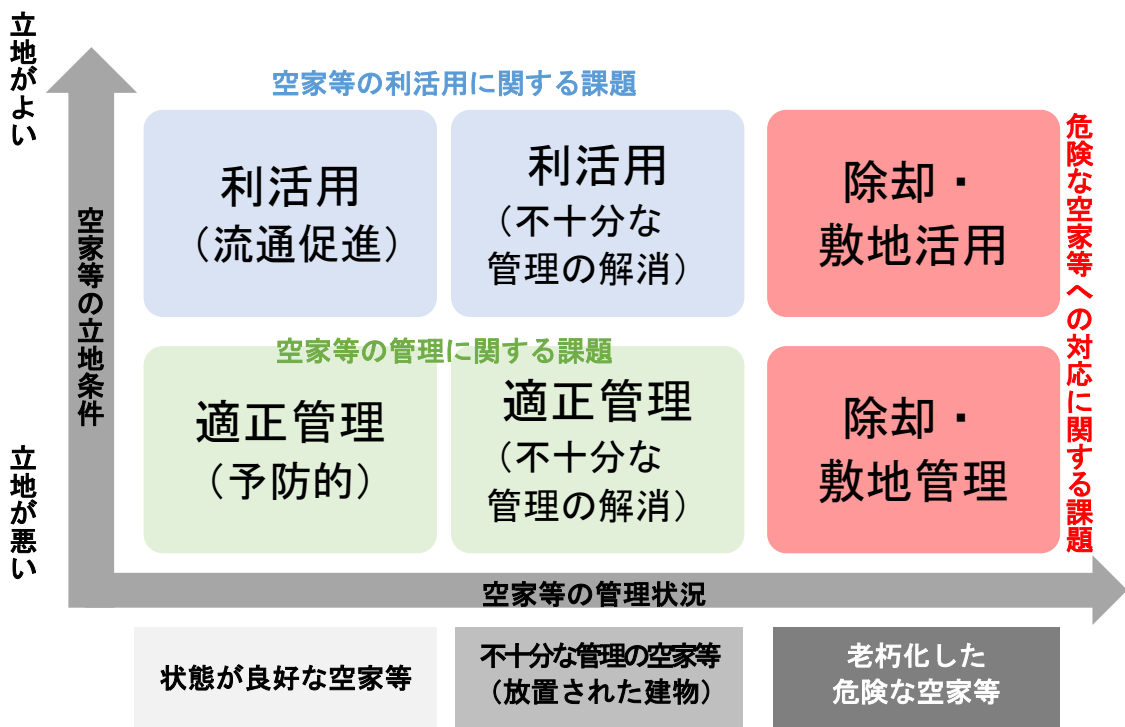 立地がよい
空家等の立地条件
立地が悪い
空家等の利活用に関する課題
利活用
（流通促進）
利活用
（不十分な
管理の解消）
除却・
敷地活用
危険な空家等への対応に関する課題
空家等の管理に関する課題
適正管理
（予防的）
適正管理
（不十分な
管理の解消）
除却・
敷地管理
空家等の管理状況
状態が良好な空家等
不十分な管理の空家等
（放置された建物）
老朽化した
危険な空家等